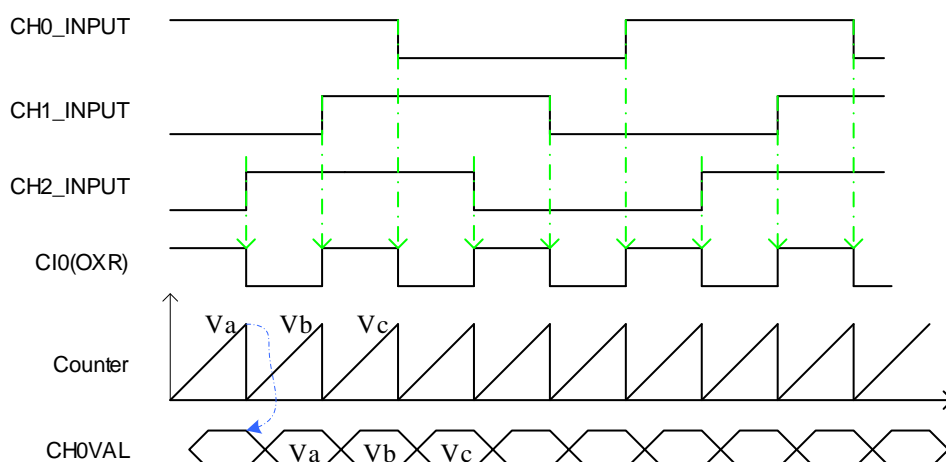 CH0_INPUT
CH1_INPUT
CH2_INPUT
CI0(OXR)
Va Vb Vc
Counter
CH0VAL Va Vb Vc